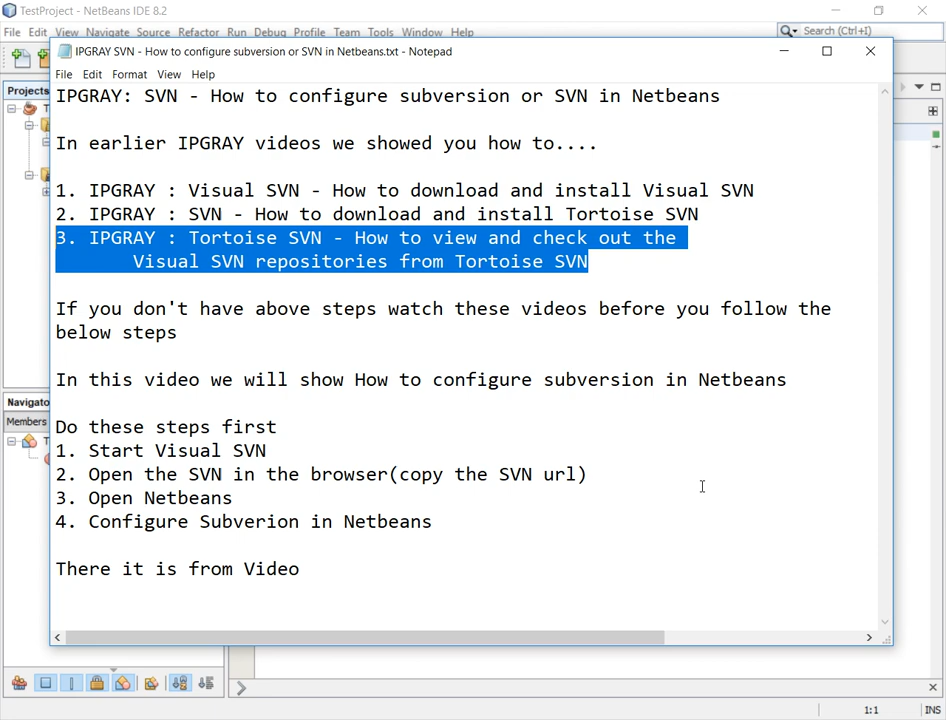 TestProject - NetBeans IDE 8.2
File Edit View Navigate Source Refactor Run Debug Profile Team Tools Window Help
Search (Ctrl+I)
IPGRAY SVN - How to configure subversion or SVN in Netbeans.txt - Notepad
File Edit Format View Help
Projects
IPGRAY: SVN - How to configure subversion or SVN in Netbeans
In earlier IPGRAY videos we showed you how to....
1. IPGRAY : Visual SVN - How to download and install Visual SVN
2. IPGRAY : SVN - How to download and install Tortoise SVN
3. IPGRAY : Tortoise SVN - How to view and check out the
Visual SVN repositories from Tortoise SVN
If you don't have above steps watch these videos before you follow the
below steps
In this video we will show How to configure subversion in Netbeans
Navigato
Members
Do these steps first
1. Start Visual SVN
2. Open the SVN in the browser(copy the SVN url)
3. Open Netbeans
4. Configure Subverion in Netbeans
There it is from Video
1:1 INS